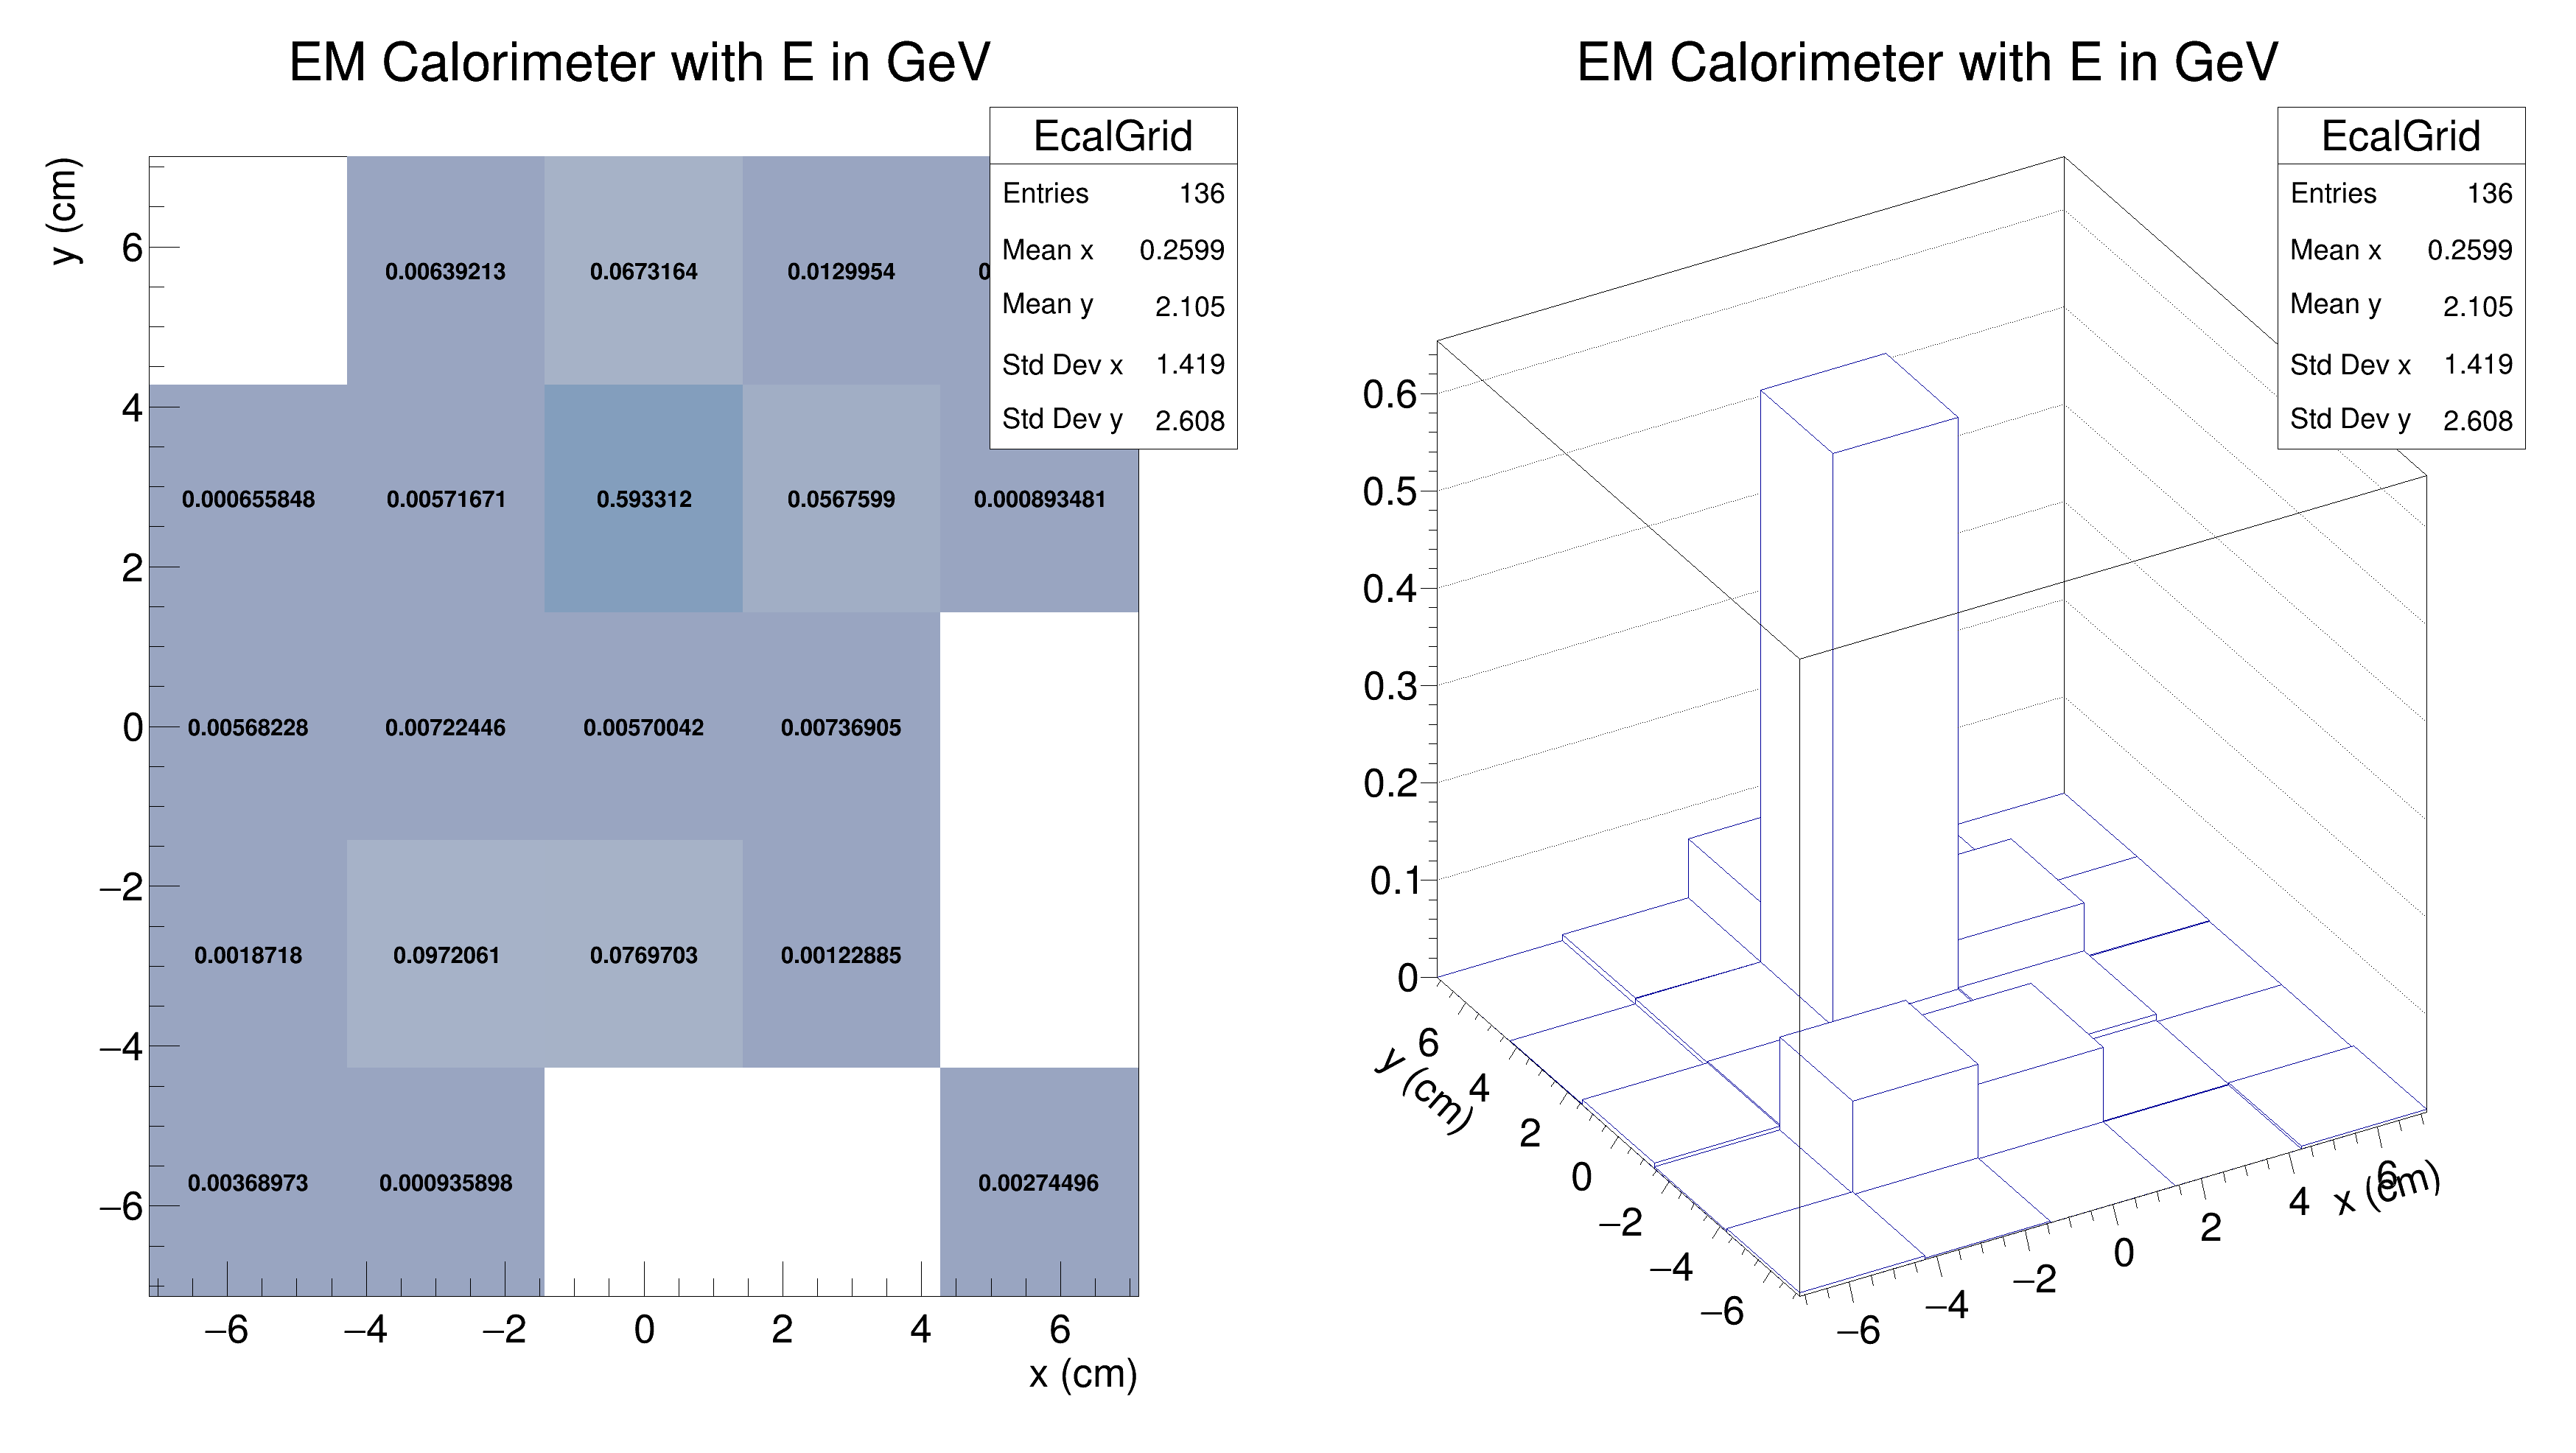 EM Calorimeter with E in GeV
EcalGrid
Entries 136
Mean x 0.2599
Mean y 2.105
Std Dev x 1.419
Std Dev y 2.608
y (cm)
6
4
2
0
−2
−4
−6
0.00639213 0.0673164 0.0129954
0.000655848 0.00571671 0.593312 0.0567599 0.000893481
0.00568228 0.00722446 0.00570042 0.00736905
0.0018718 0.0972061 0.0769703 0.00122885
0.00368973 0.000935898 0.00274496
−6 −4 −2 0 2 4 6
x (cm)
EM Calorimeter with E in GeV
EcalGrid
Entries 136
Mean x 0.2599
Mean y 2.105
Std Dev x 1.419
Std Dev y 2.608
0.6
0.5
0.4
0.3
0.2
0.1
0
y (cm)
6
4
2
0
−2
−4
−6
−6 −4 −2 0 2 4 6
x (cm)